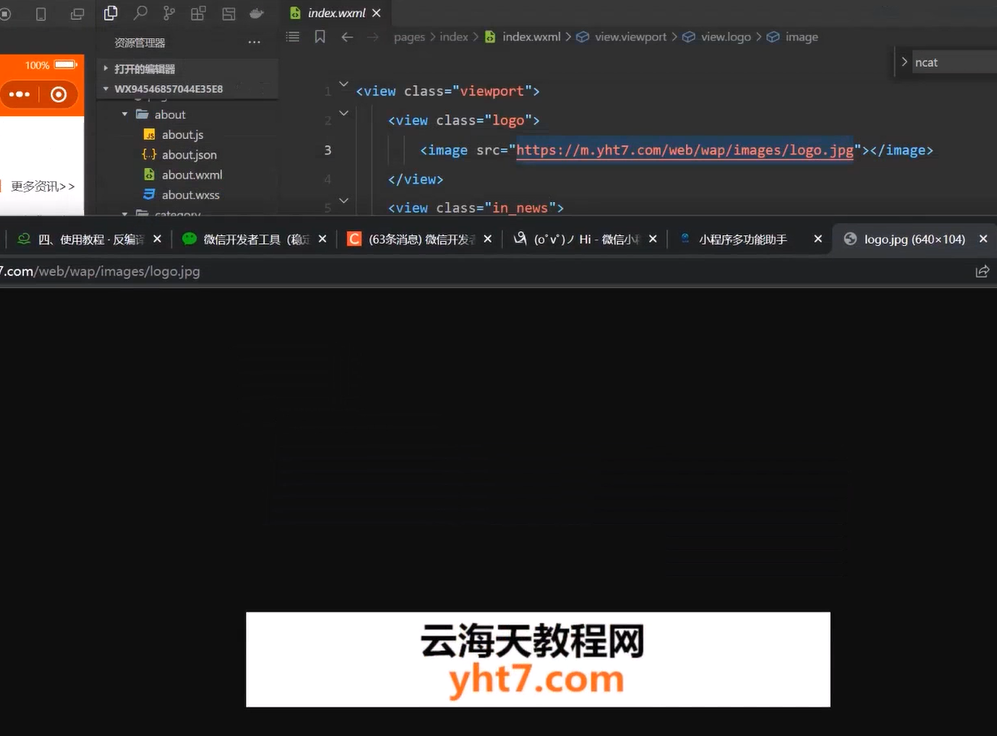 index.wxml
资源管理器
pages > index > index.wxml > view.viewport > view.logo > image
100%
打开的编辑器
ncat
WX94546857044E35E8
1 <view class="viewport">
about
2 <view class="logo">
about.js
3 <image src="https://m.yht7.com/web/wap/images/logo.jpg"></image>
about.json
about.wxml
4 </view>
更多资讯>>
about.wxss
5 <view class="in_news">
category
四、使用教程 - 反编译
微信开发者工具 (稳定
(63条消息) 微信开发者
(o˚v˚)ノ Hi - 微信小
小程序多功能助手
logo.jpg (640×104)
7.com/web/wap/images/logo.jpg
云海天教程网
yht7.com